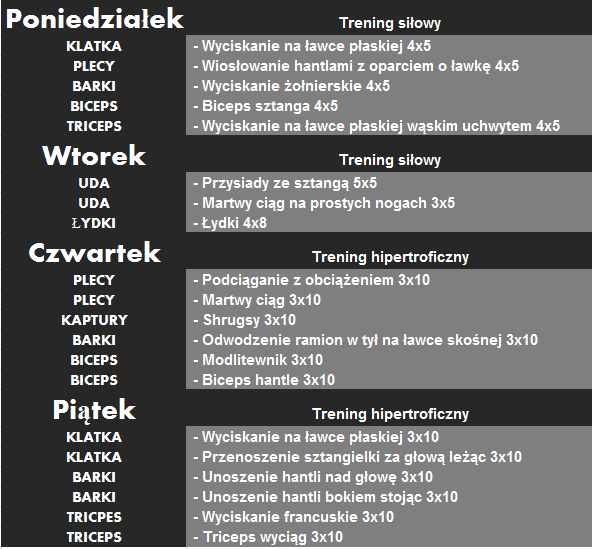 Poniedziałek Trening siłowy
KLATKA - Wyciskanie na ławce płaskiej 4x5
PLECY - Wiosłowanie hantlami z oparciem o ławkę 4x5
BARKI - Wyciskanie żołnierskie 4x5
BICEPS - Biceps sztanga 4x5
TRICEPS - Wyciskanie na ławce płaskiej wąskim uchwytem 4x5
Wtorek Trening siłowy
UDA - Przysiady ze sztangą 5x5
UDA - Martwy ciąg na prostych nogach 3x5
ŁYDKI - Łydki 4x8
Czwartek Trening hipertroficzny
PLECY - Podciąganie z obciążeniem 3x10
PLECY - Martwy ciąg 3x10
KAPTURY - Shrugsy 3x10
BARKI - Odwodzenie ramion w tył na ławce skośnej 3x10
BICEPS - Modlitewnik 3x10
BICEPS - Biceps hantle 3x10
Piątek Trening hipertroficzny
KLATKA - Wyciskanie na ławce płaskiej 3x10
KLATKA - Przenoszenie sztangielki za głową leżąc 3x10
BARKI - Unoszenie hantli nad głowę 3x10
BARKI - Unoszenie hantli bokiem stojąc 3x10
TRICPES - Wyciskanie francuskie 3x10
TRICEPS - Triceps wyciąg 3x10